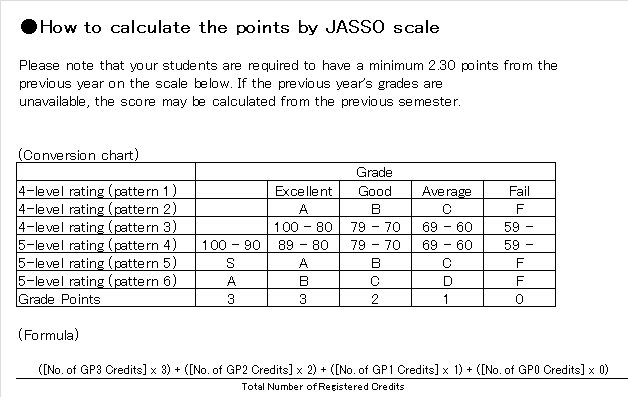 ●How to calculate the points by JASSO scale
Please note that your students are required to have a minimum 2.30 points from the
previous year on the scale below. If the previous year's grades are
unavailable, the score may be calculated from the previous semester.
(Conversion chart)
Grade
4-level rating (pattern 1) Excellent Good Average Fail
4-level rating (pattern 2) A B C F
4-level rating (pattern 3) 100 - 80 79 - 70 69 - 60 59 -
5-level rating (pattern 4) 100 - 90 89 - 80 79 - 70 69 - 60 59 -
5-level rating (pattern 5) S A B C F
5-level rating (pattern 6) A B C D F
Grade Points 3 3 2 1 0
(Formula)
([No. of GP3 Credits] x 3) + ([No. of GP2 Credits] x 2) + ([No. of GP1 Credits] x 1) + ([No. of GP0 Credits] x 0)
Total Number of Registered Credits